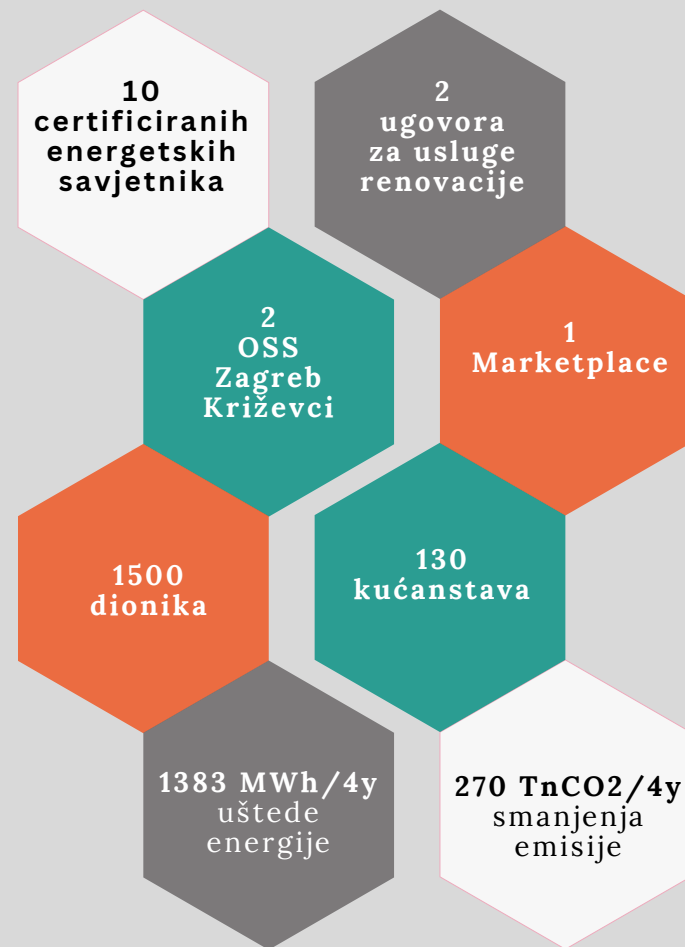 10
certificiranih
energetskih
savjetnika
2
ugovora
za usluge
renovacije
2
OSS
Zagreb
Križevci
1
Marketplace
1500
dionika
130
kućanstava
1383 MWh/4y
uštede
energije
270 TnCO2/4y
smanjenja
emisije